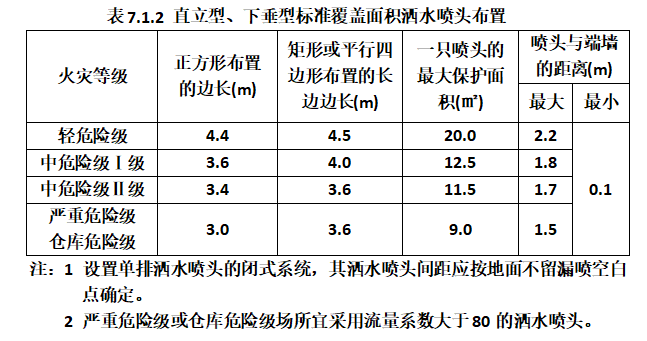 表7.1.2 直立型、下垂型标准覆盖面积洒水喷头布置
火灾等级 正方形布置的边长(m) 矩形或平行四边形布置的长边边长(m) 一只喷头的最大保护面积(㎡) 喷头与端墙的距离(m)
最大 最小
轻危险级 4.4 4.5 20.0 2.2 0.1
中危险级Ⅰ级 3.6 4.0 12.5 1.8
中危险级Ⅱ级 3.4 3.6 11.5 1.7
严重危险级
仓库危险级 3.0 3.6 9.0 1.5
注：1 设置单排洒水喷头的闭式系统，其洒水喷头间距应按地面不留漏喷空白
点确定。
2 严重危险级或仓库危险级场所宜采用流量系数大于80的洒水喷头。